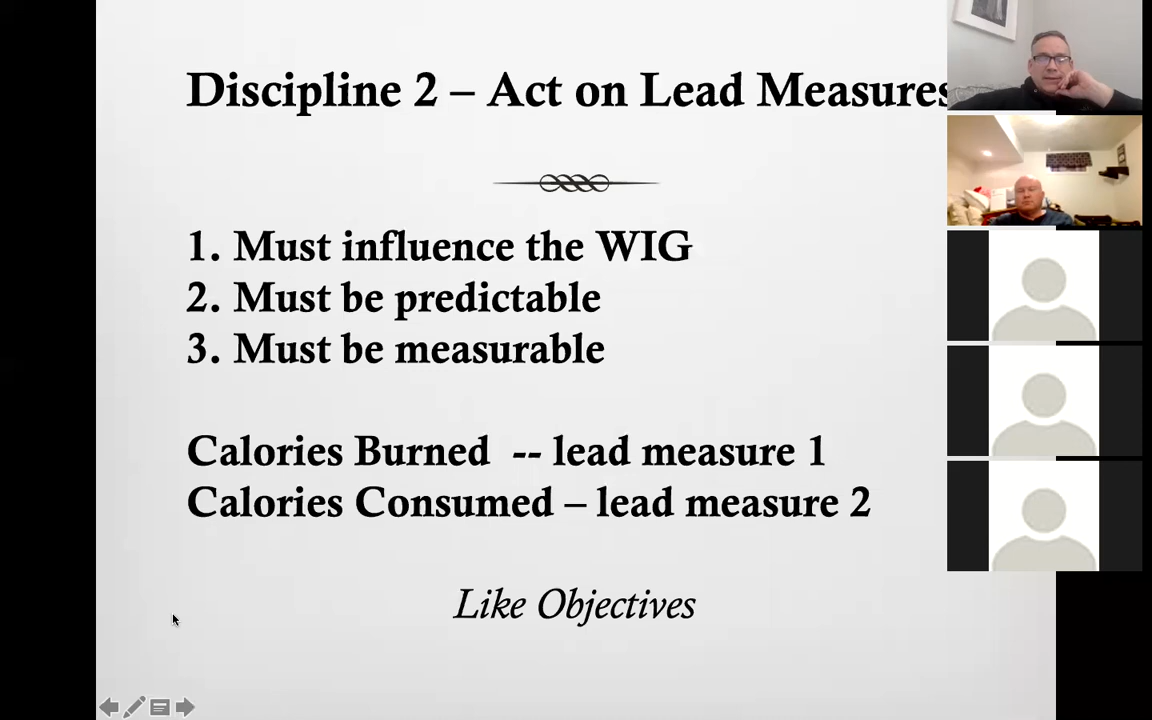 Discipline 2 – Act on Lead Measures
1. Must influence the WIG
2. Must be predictable
3. Must be measurable
Calories Burned -- lead measure 1
Calories Consumed – lead measure 2
Like Objectives